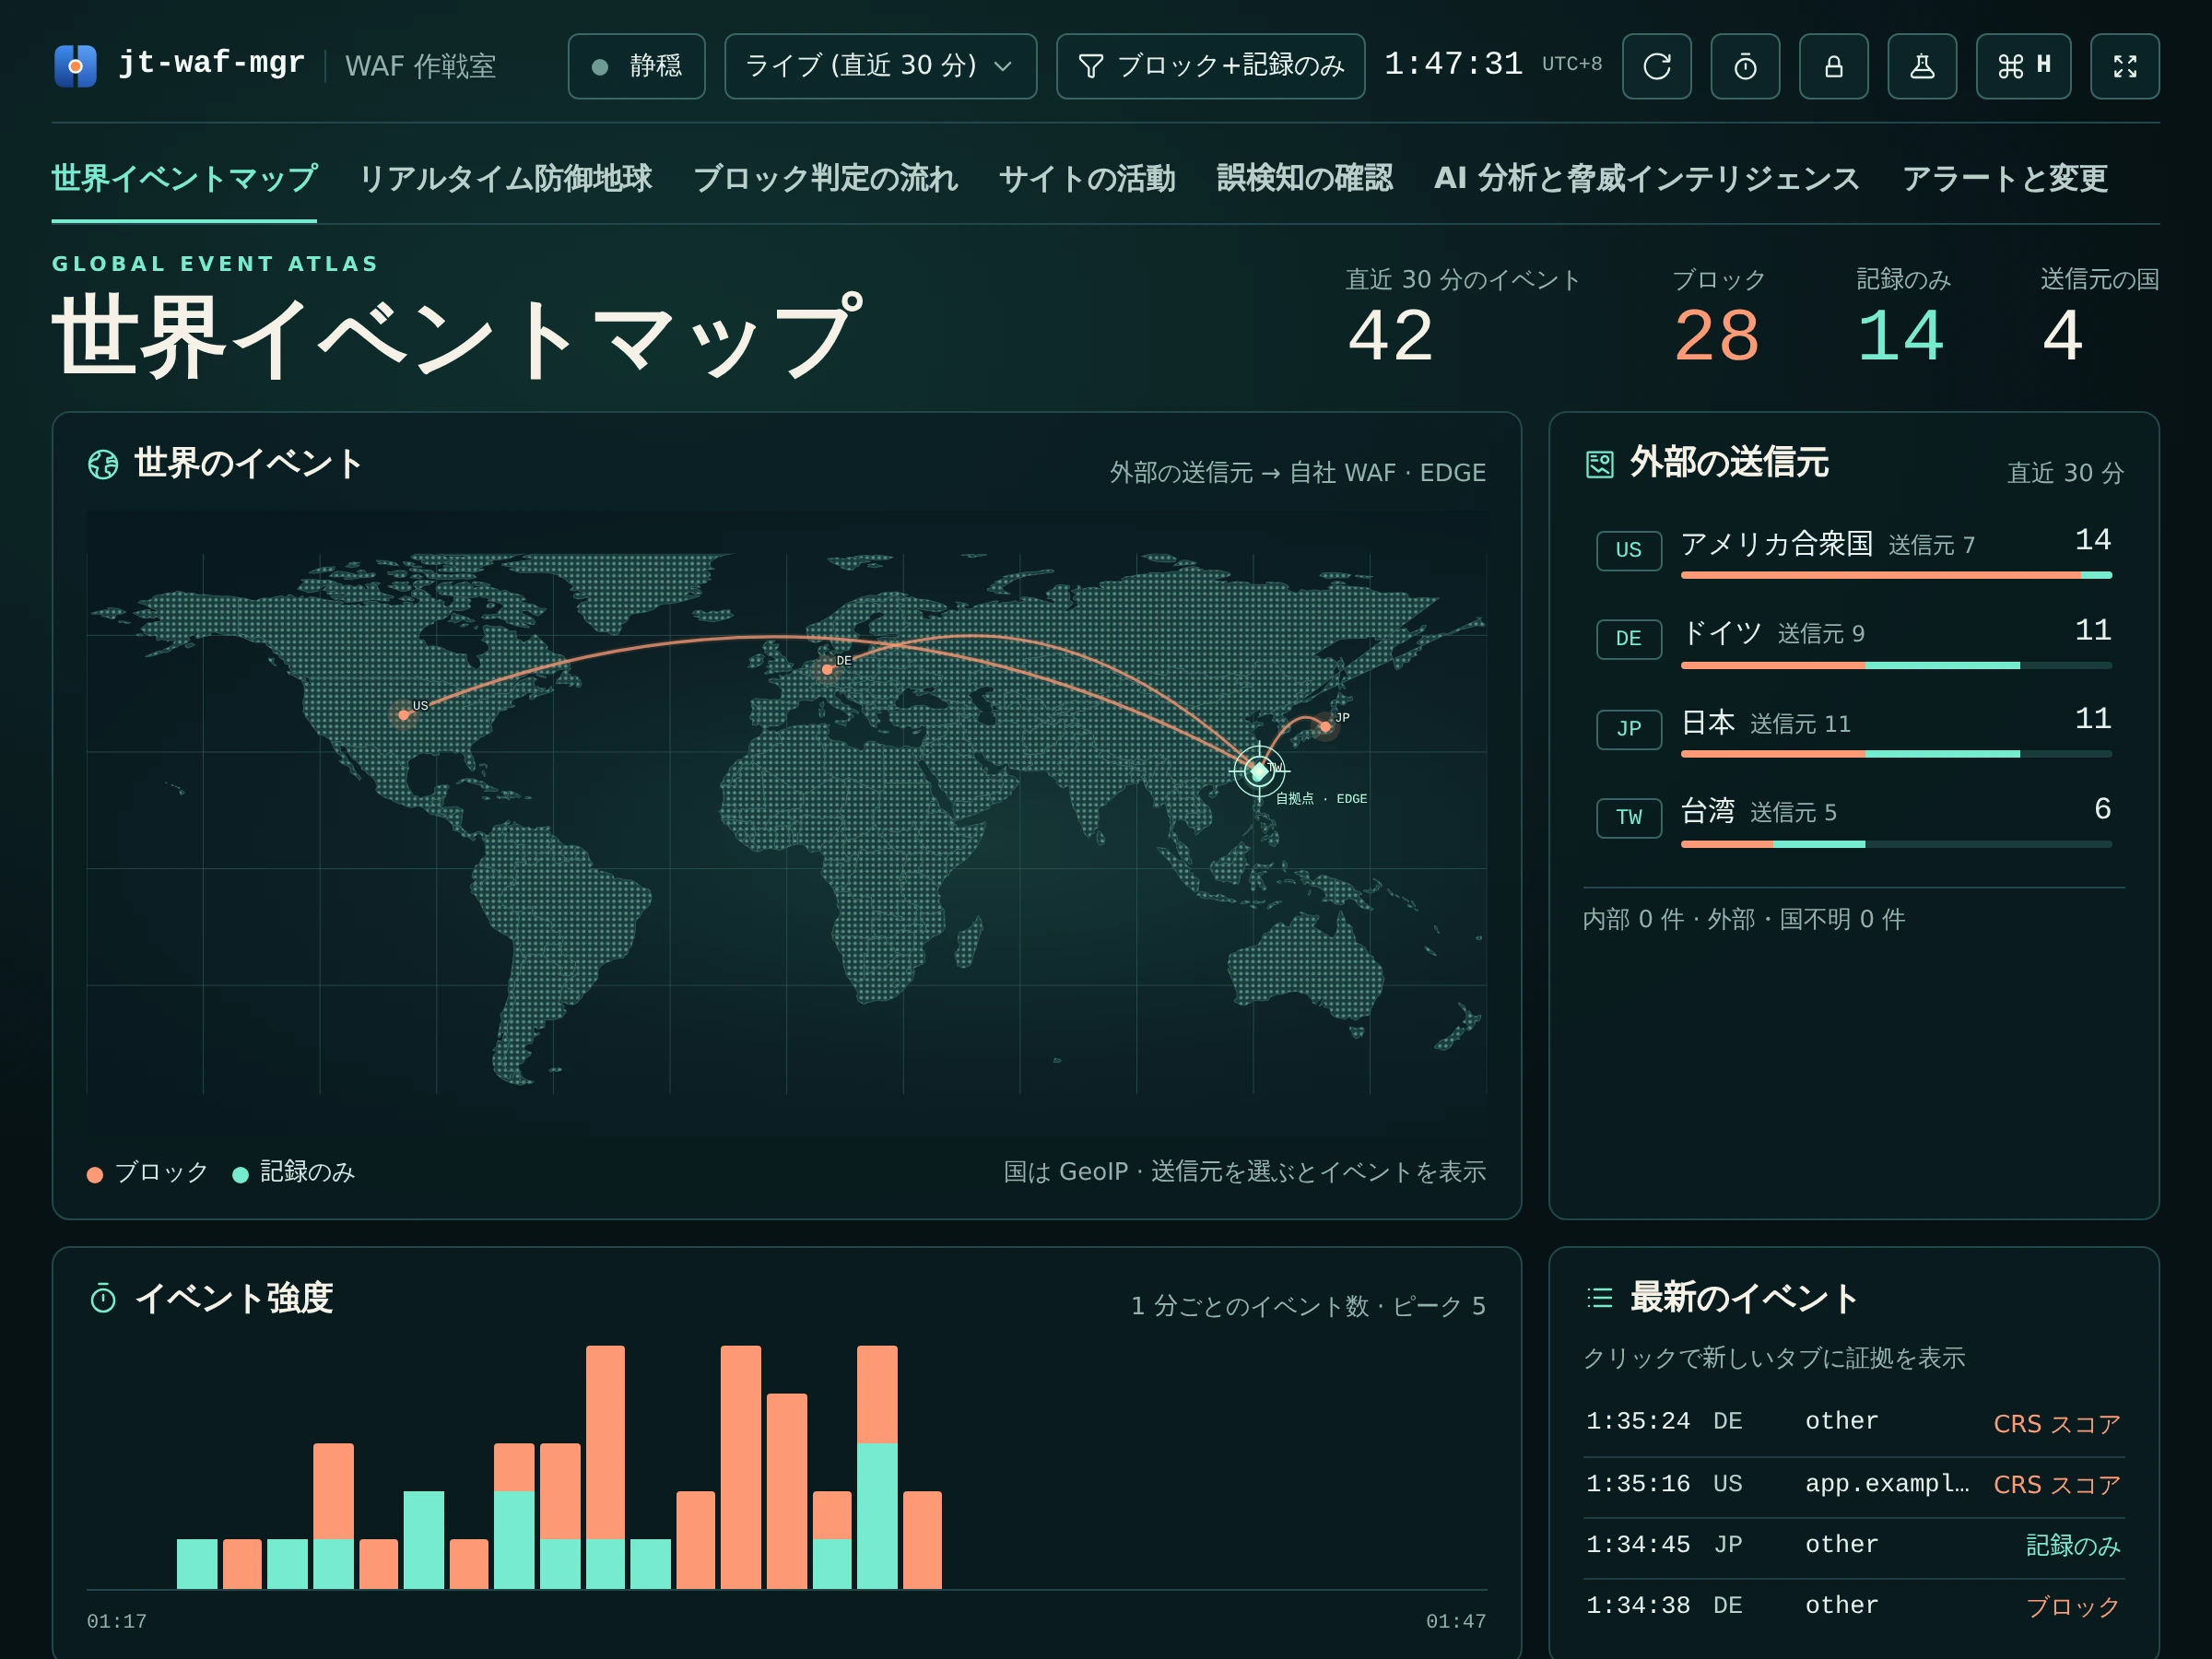 jt-waf-mgr WAF 作戦室 静穏 ライブ (直近 30 分) ブロック+記録のみ 1:47:31 UTC+8 ⌘ H
世界イベントマップ リアルタイム防御地球 ブロック判定の流れ サイトの活動 誤検知の確認 AI 分析と脅威インテリジェンス アラートと変更
GLOBAL EVENT ATLAS
世界イベントマップ
直近 30 分のイベント ブロック 記録のみ 送信元の国
42 28 14 4
世界のイベント 外部の送信元 → 自社 WAF · EDGE
DE
US
JP
TW
自拠点 · EDGE
ブロック 記録のみ 国は GeoIP · 送信元を選ぶとイベントを表示
外部の送信元 直近 30 分
US アメリカ合衆国 送信元 7 14
DE ドイツ 送信元 9 11
JP 日本 送信元 11 11
TW 台湾 送信元 5 6
内部 0 件 · 外部・国不明 0 件
イベント強度 1 分ごとのイベント数 · ピーク 5
01:17 01:47
最新のイベント
クリックで新しいタブに証拠を表示
1:35:24 DE other CRS スコア
1:35:16 US app.exampl… CRS スコア
1:34:45 JP other 記録のみ
1:34:38 DE other ブロック